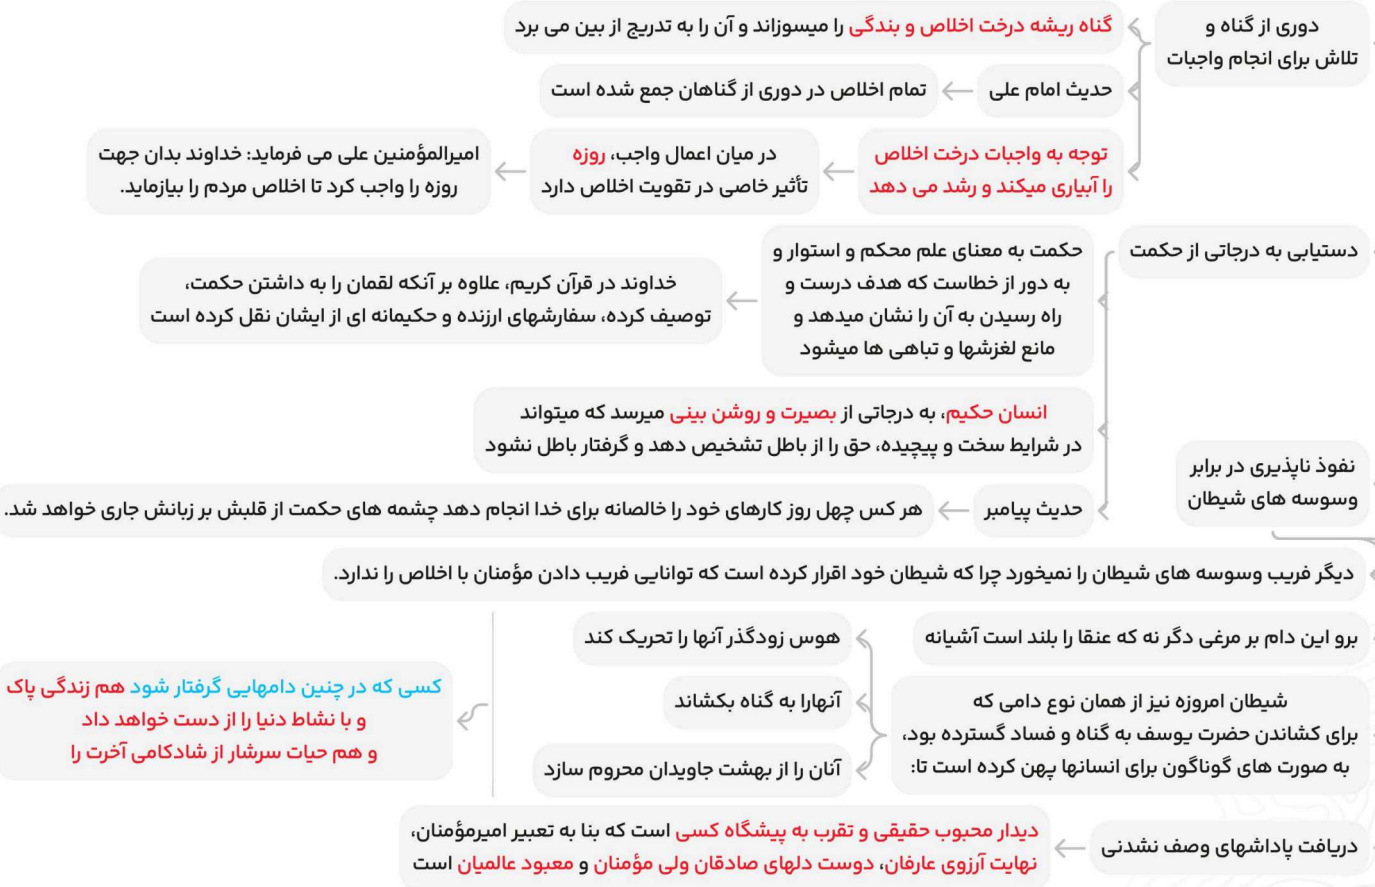 دوری از گناه و
تلاش برای انجام واجبات
گناه ریشه درخت اخلاص و بندگی را میسوزاند و آن را به تدریج از بین می برد
حدیث امام علی
تمام اخلاص در دوری از گناهان جمع شده است
توجه به واجبات درخت اخلاص
را آبیاری میکند و رشد می دهد
در میان اعمال واجب، روزه
تأثیر خاصی در تقویت اخلاص دارد
امیرالمؤمنین علی می فرماید: خداوند بدان جهت
روزه را واجب کرد تا اخلاص مردم را بیازماید.
دستیابی به درجاتی از حکمت
حکمت به معنای علم محکم و استوار و
به دور از خطاست که هدف درست و
راه رسیدن به آن را نشان میدهد و
مانع لغزشها و تباهی ها میشود
خداوند در قرآن کریم، علاوه بر آنکه لقمان را به داشتن حکمت،
توصیف کرده، سفارشهای ارزنده و حکیمانه ای از ایشان نقل کرده است
انسان حکیم، به درجاتی از بصیرت و روشن بینی میرسد که میتواند
در شرایط سخت و پیچیده، حق را از باطل تشخیص دهد و گرفتار باطل نشود
حدیث پیامبر
هر کس چهل روز کارهای خود را خالصانه برای خدا انجام دهد چشمه های حکمت از قلبش بر زبانش جاری خواهد شد.
نفوذ ناپذیری در برابر
وسوسه های شیطان
دیگر فریب وسوسه های شیطان را نمیخورد چرا که شیطان خود اقرار کرده است که توانایی فریب دادن مؤمنان با اخلاص را ندارد.
برو این دام بر مرغی دگر نه که عنقا را بلند است آشیانه
شیطان امروزه نیز از همان نوع دامی که
برای کشاندن حضرت یوسف به گناه و فساد گسترده بود،
به صورت های گوناگون برای انسانها پهن کرده است تا:
هوس زودگذر آنها را تحریک کند
آنهارا به گناه بکشاند
آنان را از بهشت جاویدان محروم سازد
کسی که در چنین دامهایی گرفتار شود هم زندگی پاک
و با نشاط دنیا را از دست خواهد داد
و هم حیات سرشار از شادکامی آخرت را
دریافت پاداشهای وصف نشدنی
دیدار محبوب حقیقی و تقرب به پیشگاه کسی است که بنا به تعبیر امیرمؤمنان،
نهایت آرزوی عارفان، دوست دلهای صادقان ولی مؤمنان و معبود عالمیان است